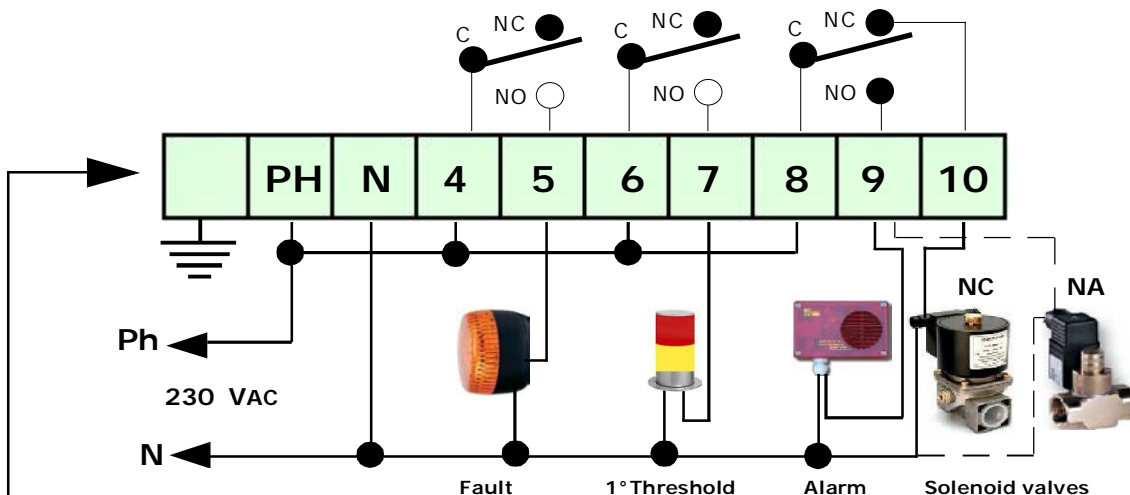 C NC C NC C NC
NO NO NO
PH N 4 5 6 7 8 9 10
NC NA
Ph
230 VAC
N
Fault 1°Threshold Alarm Solenoid valves